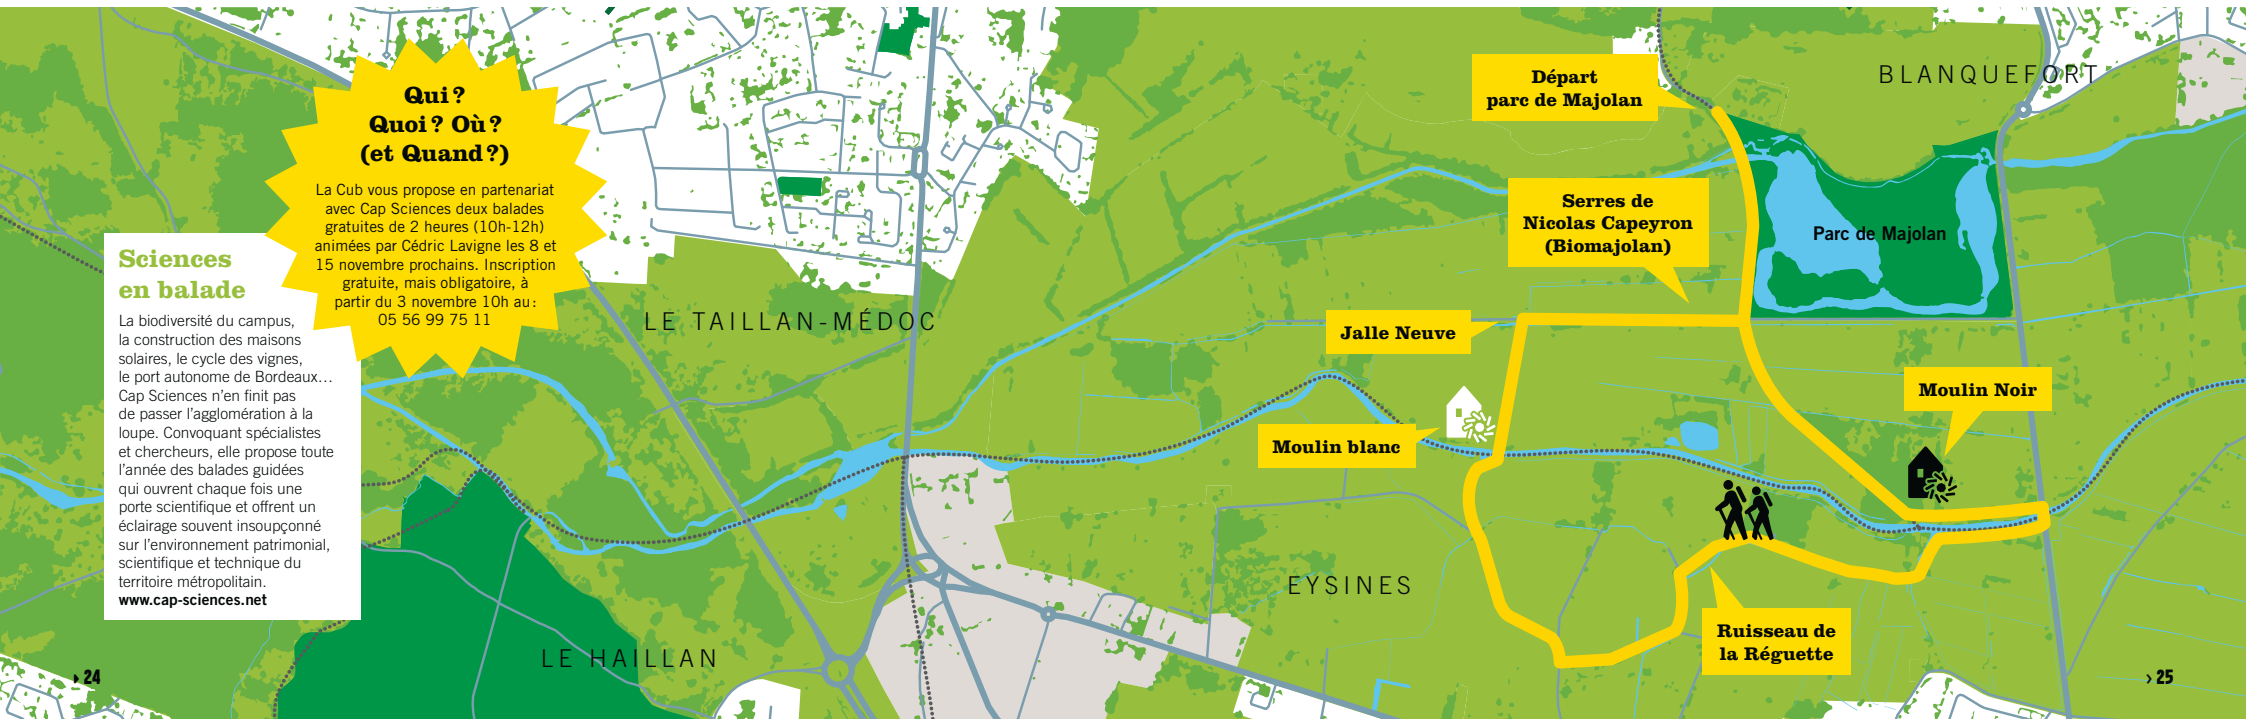 Qui ?
Quoi ? Où ?
(et Quand ?)
La Cub vous propose en partenariat
avec Cap Sciences deux balades
gratuites de 2 heures (10h-12h)
animées par Cédric Lavigne les 8 et
15 novembre prochains. Inscription
gratuite, mais obligatoire, à
partir du 3 novembre 10h au :
05 56 99 75 11
Sciences
en balade
La biodiversité du campus,
la construction des maisons
solaires, le cycle des vignes,
le port autonome de Bordeaux…
Cap Sciences n’en finit pas
de passer l’agglomération à la
loupe. Convoquant spécialistes
et chercheurs, elle propose toute
l’année des balades guidées
qui ouvrent chaque fois une
porte scientifique et offrent un
éclairage souvent insoupçonné
sur l’environnement patrimonial,
scientifique et technique du
territoire métropolitain.
www.cap-sciences.net
› 24
LE TAILLAN-MÉDOC
LE HAILLAN
EYSINES
BLANQUEFORT
Départ
parc de Majolan
Serres de
Nicolas Capeyron
(Biomajolan)
Parc de Majolan
Jalle Neuve
Moulin blanc
Moulin Noir
Ruisseau de
la Réguette
› 25